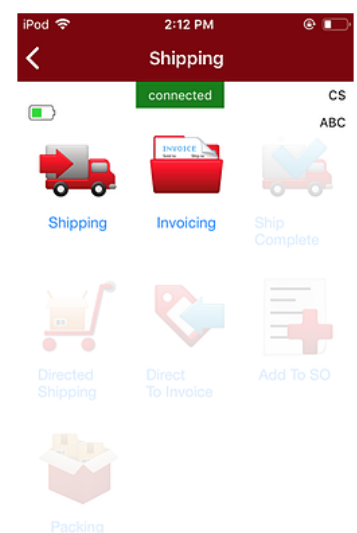 iPod 2:12 PM
Shipping
connected CS
ABC
INVOICE
Shipping Invoicing Ship
Complete
Directed Direct Add To SO
Shipping To Invoice
Packing